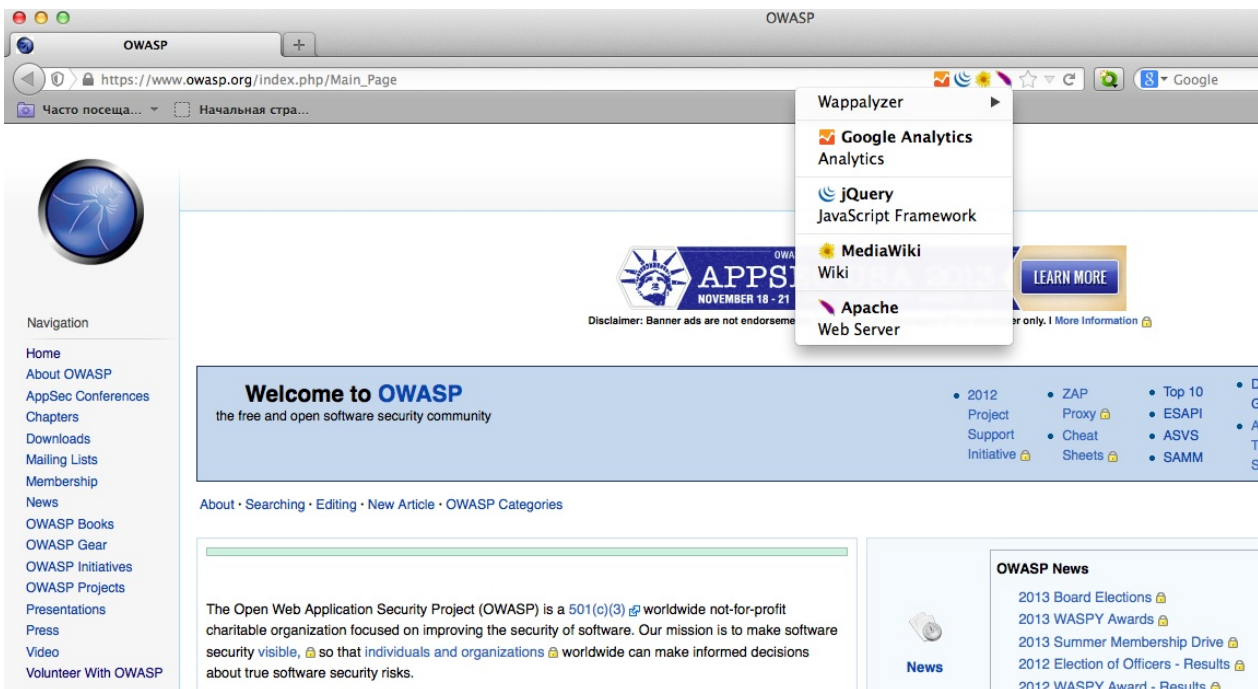 OWASP
OWASP
https://www.owasp.org/index.php/Main_Page
Google
Часто посеща...
Начальная стра...
Wappalyzer
Google Analytics
Analytics
jQuery
JavaScript Framework
MediaWiki
Wiki
Apache
Web Server
APPS
NOVEMBER 18 - 21
LEARN MORE
Disclaimer: Banner ads are not
only. | More Information
Navigation
Home
About OWASP
AppSec Conferences
Chapters
Downloads
Mailing Lists
Membership
News
OWASP Books
OWASP Gear
OWASP Initiatives
OWASP Projects
Presentations
Press
Video
Volunteer With OWASP
Welcome to OWASP
the free and open software security community
2012
Project
Support
Initiative
ZAP
Proxy
Cheat
Sheets
Top 10
ESAPI
ASVS
SAMM
About · Searching · Editing · New Article · OWASP Categories
The Open Web Application Security Project (OWASP) is a 501(c)(3) worldwide not-for-profit
charitable organization focused on improving the security of software. Our mission is to make software
security visible, so that individuals and organizations worldwide can make informed decisions
about true software security risks.
News
OWASP News
2013 Board Elections
2013 WASPY Awards
2013 Summer Membership Drive
2012 Election of Officers - Results
2012 WASPY Award - Results